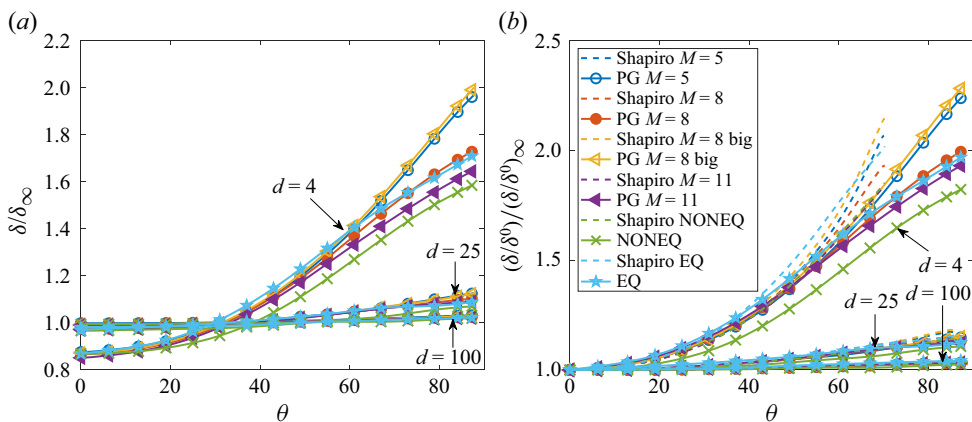 (a)
2.2
2.0
1.8
1.6
1.4
1.2
1.0
0.8
δ/δ∞
0 20 40 60 80
θ
d = 4
d = 25
d = 100
(b)
2.5
2.0
1.5
1.0
(δ/δ⁰)/(δ/δ⁰)∞
0 20 40 60 80
θ
Shapiro M = 5
PG M = 5
Shapiro M = 8
PG M = 8
Shapiro M = 8 big
PG M = 8 big
Shapiro M = 11
PG M = 11
Shapiro NONEQ
NONEQ
Shapiro EQ
EQ
d = 4
d = 25
d = 100